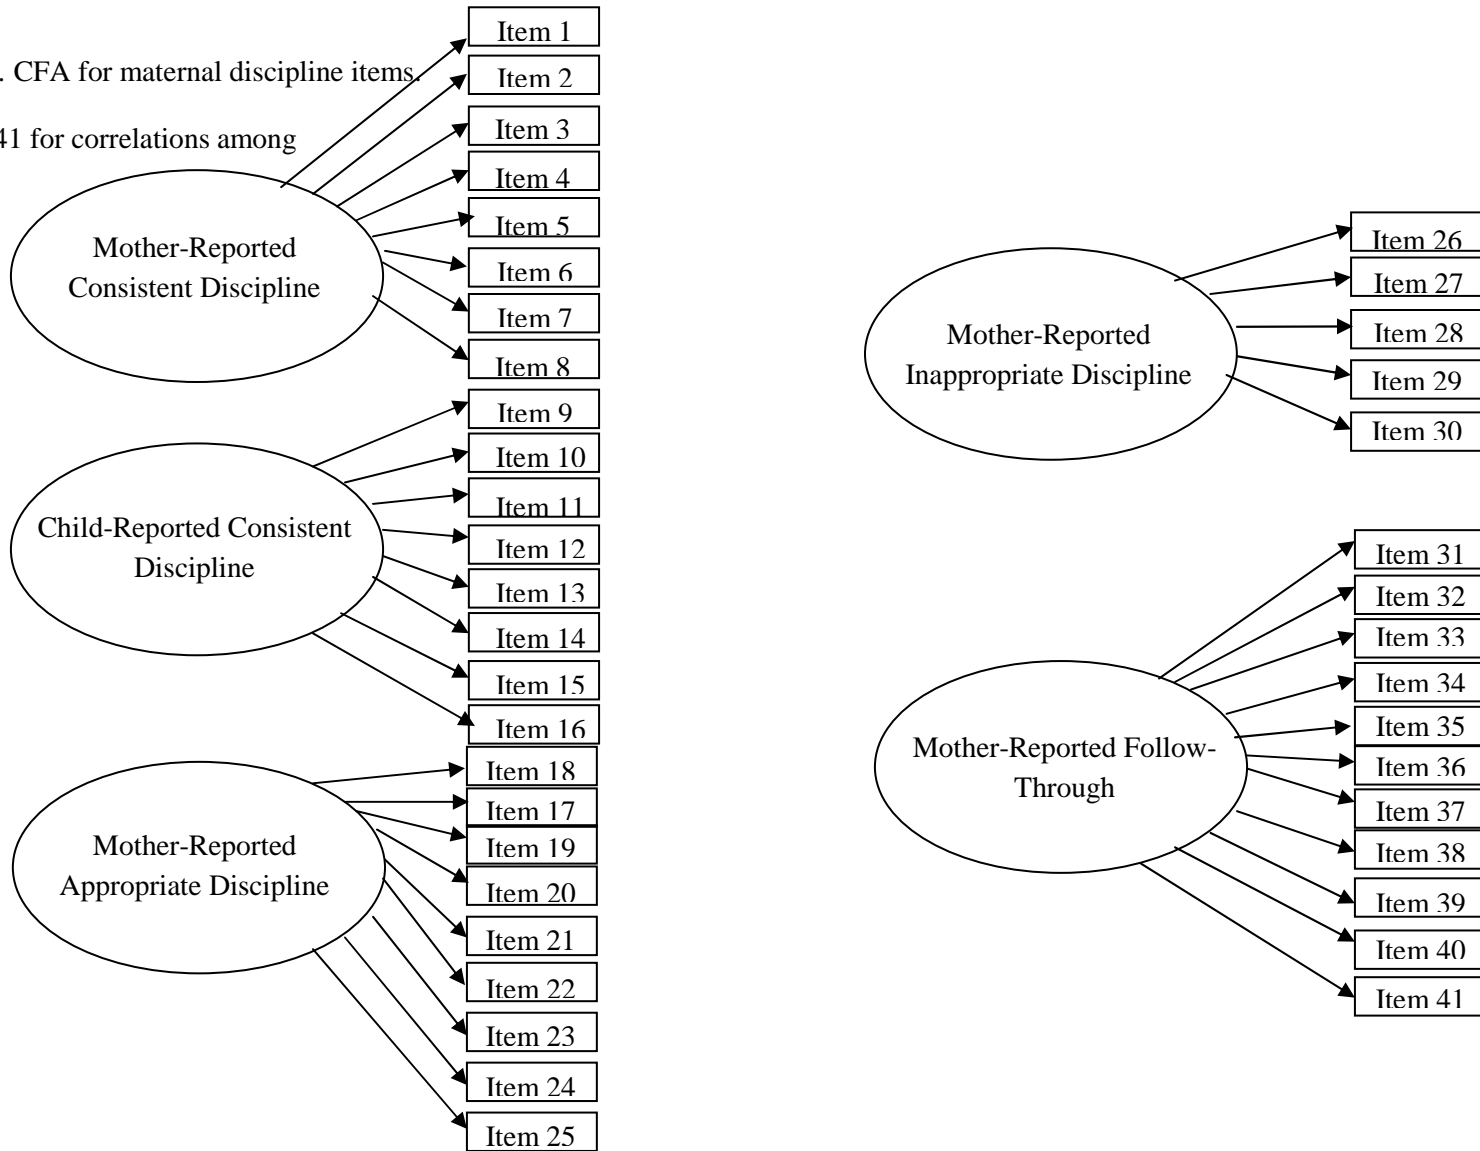 . CFA for maternal discipline items.
41 for correlations among
Mother-Reported
Consistent Discipline
Item 1
Item 2
Item 3
Item 4
Item 5
Item 6
Item 7
Item 8
Child-Reported Consistent
Discipline
Item 9
Item 10
Item 11
Item 12
Item 13
Item 14
Item 15
Item 16
Mother-Reported
Appropriate Discipline
Item 18
Item 17
Item 19
Item 20
Item 21
Item 22
Item 23
Item 24
Item 25
Mother-Reported
Inappropriate Discipline
Item 26
Item 27
Item 28
Item 29
Item 30
Mother-Reported Follow-
Through
Item 31
Item 32
Item 33
Item 34
Item 35
Item 36
Item 37
Item 38
Item 39
Item 40
Item 41